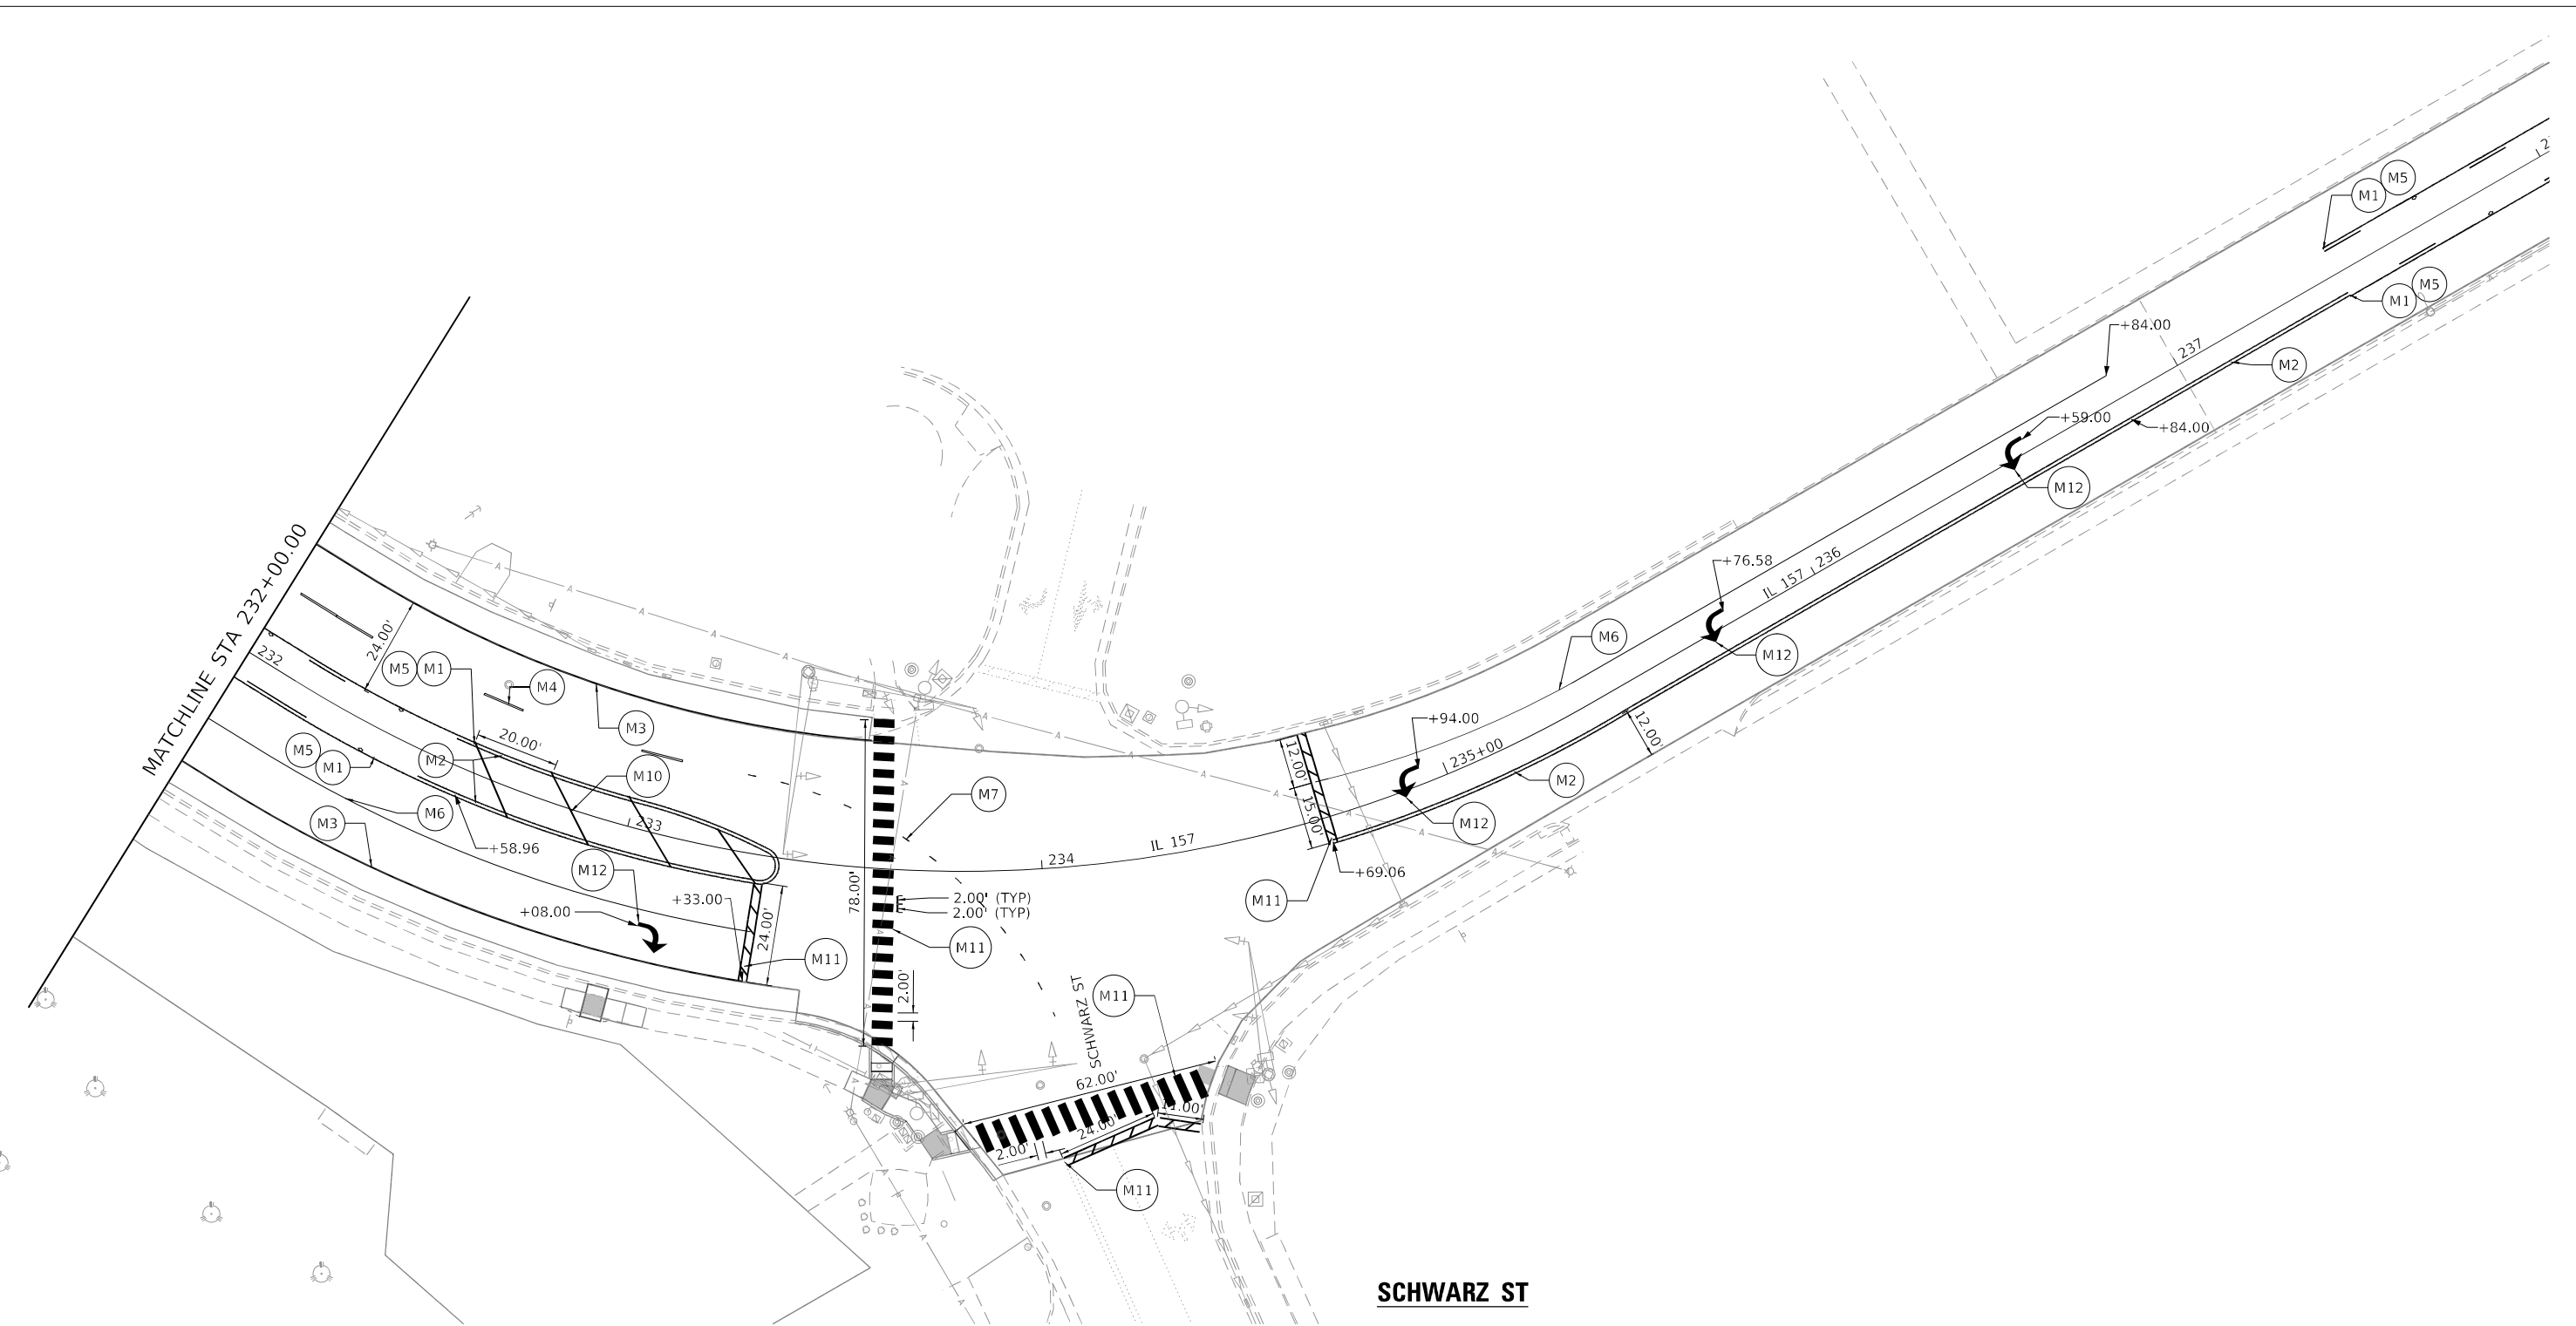 MATCHLINE STA 232+00.00
232
24.00'
M5
M1
M4
M3
20.00'
M2
M10
M5
M1
M6
M3
233
+58.96
M12
+33.00
+08.00
24.00'
M11
78.00'
M7
2.00' (TYP)
2.00' (TYP)
M11
2.00'
234
IL 157
SCHWARZ ST
M11
62.00'
11.00'
24.00'
2.00'
M11
12.00'
15.00'
+94.00
235+00
M12
+69.06
M11
M2
12.00'
M6
+76.58
IL 157
236
M12
+59.00
M12
+84.00
+84.00
237
M2
M1
M5
M1
M5
SCHWARZ ST